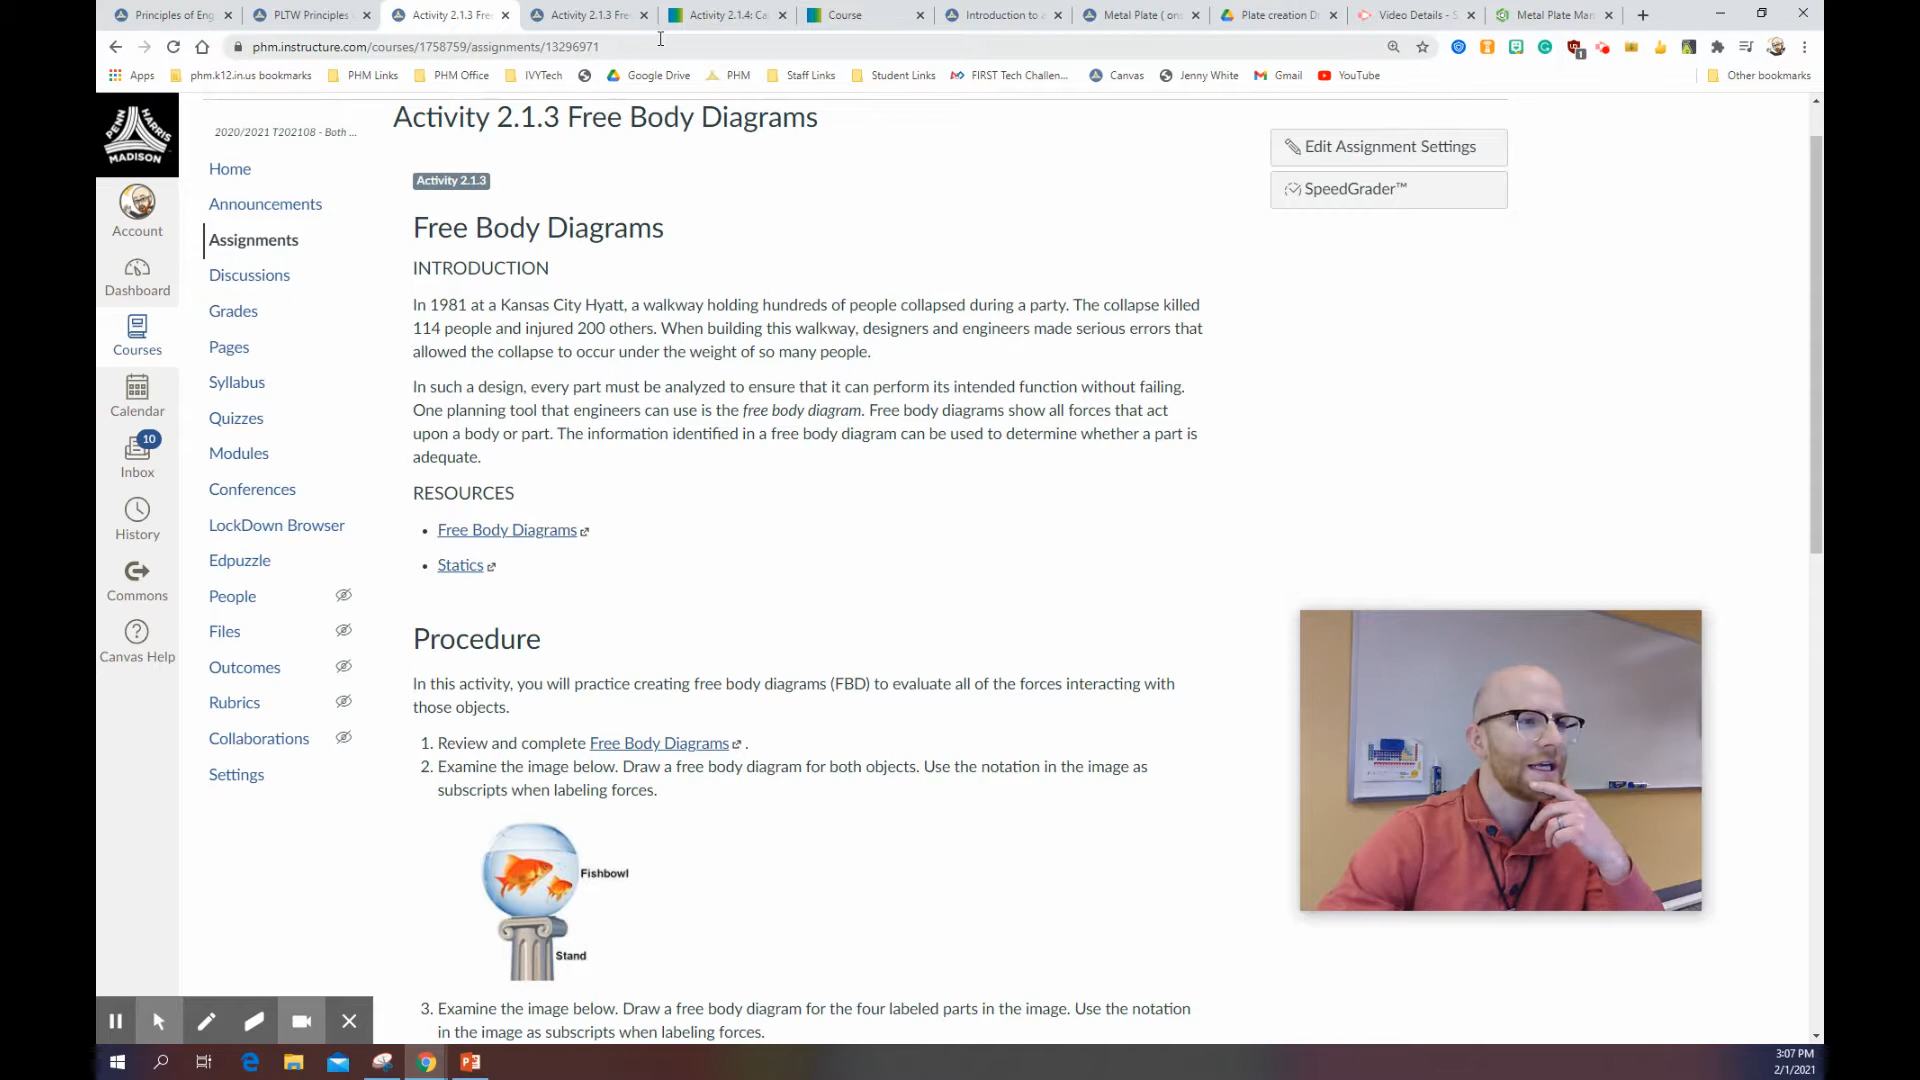 Principles of Eng
PLTW Principles
Activity 2.1.3 Fre
Activity 2.1.3 Fre
Activity 2.1.4: Ca
Course
Introduction to
Metal Plate ( on
Plate creation D
Video Details - S
Metal Plate Mar
phm.instructure.com/courses/1758759/assignments/13296971
Apps
phm.k12.in.us bookmarks
PHM Links
PHM Office
IVYTech
Google Drive
PHM
Staff Links
Student Links
FIRST Tech Challen...
Canvas
Jenny White
Gmail
YouTube
Other bookmarks
PENN
HARRIS
MADISON
Account
Dashboard
Courses
Calendar
10
Inbox
History
Commons
Canvas Help
2020/2021 T202108 - Both ...
Home
Announcements
Assignments
Discussions
Grades
Pages
Syllabus
Quizzes
Modules
Conferences
LockDown Browser
Edpuzzle
People
Files
Outcomes
Rubrics
Collaborations
Settings
Activity 2.1.3 Free Body Diagrams
Edit Assignment Settings
SpeedGrader™
Activity 2.1.3
Free Body Diagrams
INTRODUCTION
In 1981 at a Kansas City Hyatt, a walkway holding hundreds of people collapsed during a party. The collapse killed
114 people and injured 200 others. When building this walkway, designers and engineers made serious errors that
allowed the collapse to occur under the weight of so many people.
In such a design, every part must be analyzed to ensure that it can perform its intended function without failing.
One planning tool that engineers can use is the free body diagram. Free body diagrams show all forces that act
upon a body or part. The information identified in a free body diagram can be used to determine whether a part is
adequate.
RESOURCES
• Free Body Diagrams
• Statics
Procedure
In this activity, you will practice creating free body diagrams (FBD) to evaluate all of the forces interacting with
those objects.
1. Review and complete Free Body Diagrams .
2. Examine the image below. Draw a free body diagram for both objects. Use the notation in the image as
subscripts when labeling forces.
Fishbowl
Stand
3. Examine the image below. Draw a free body diagram for the four labeled parts in the image. Use the notation
in the image as subscripts when labeling forces.
3:07 PM
2/1/2021